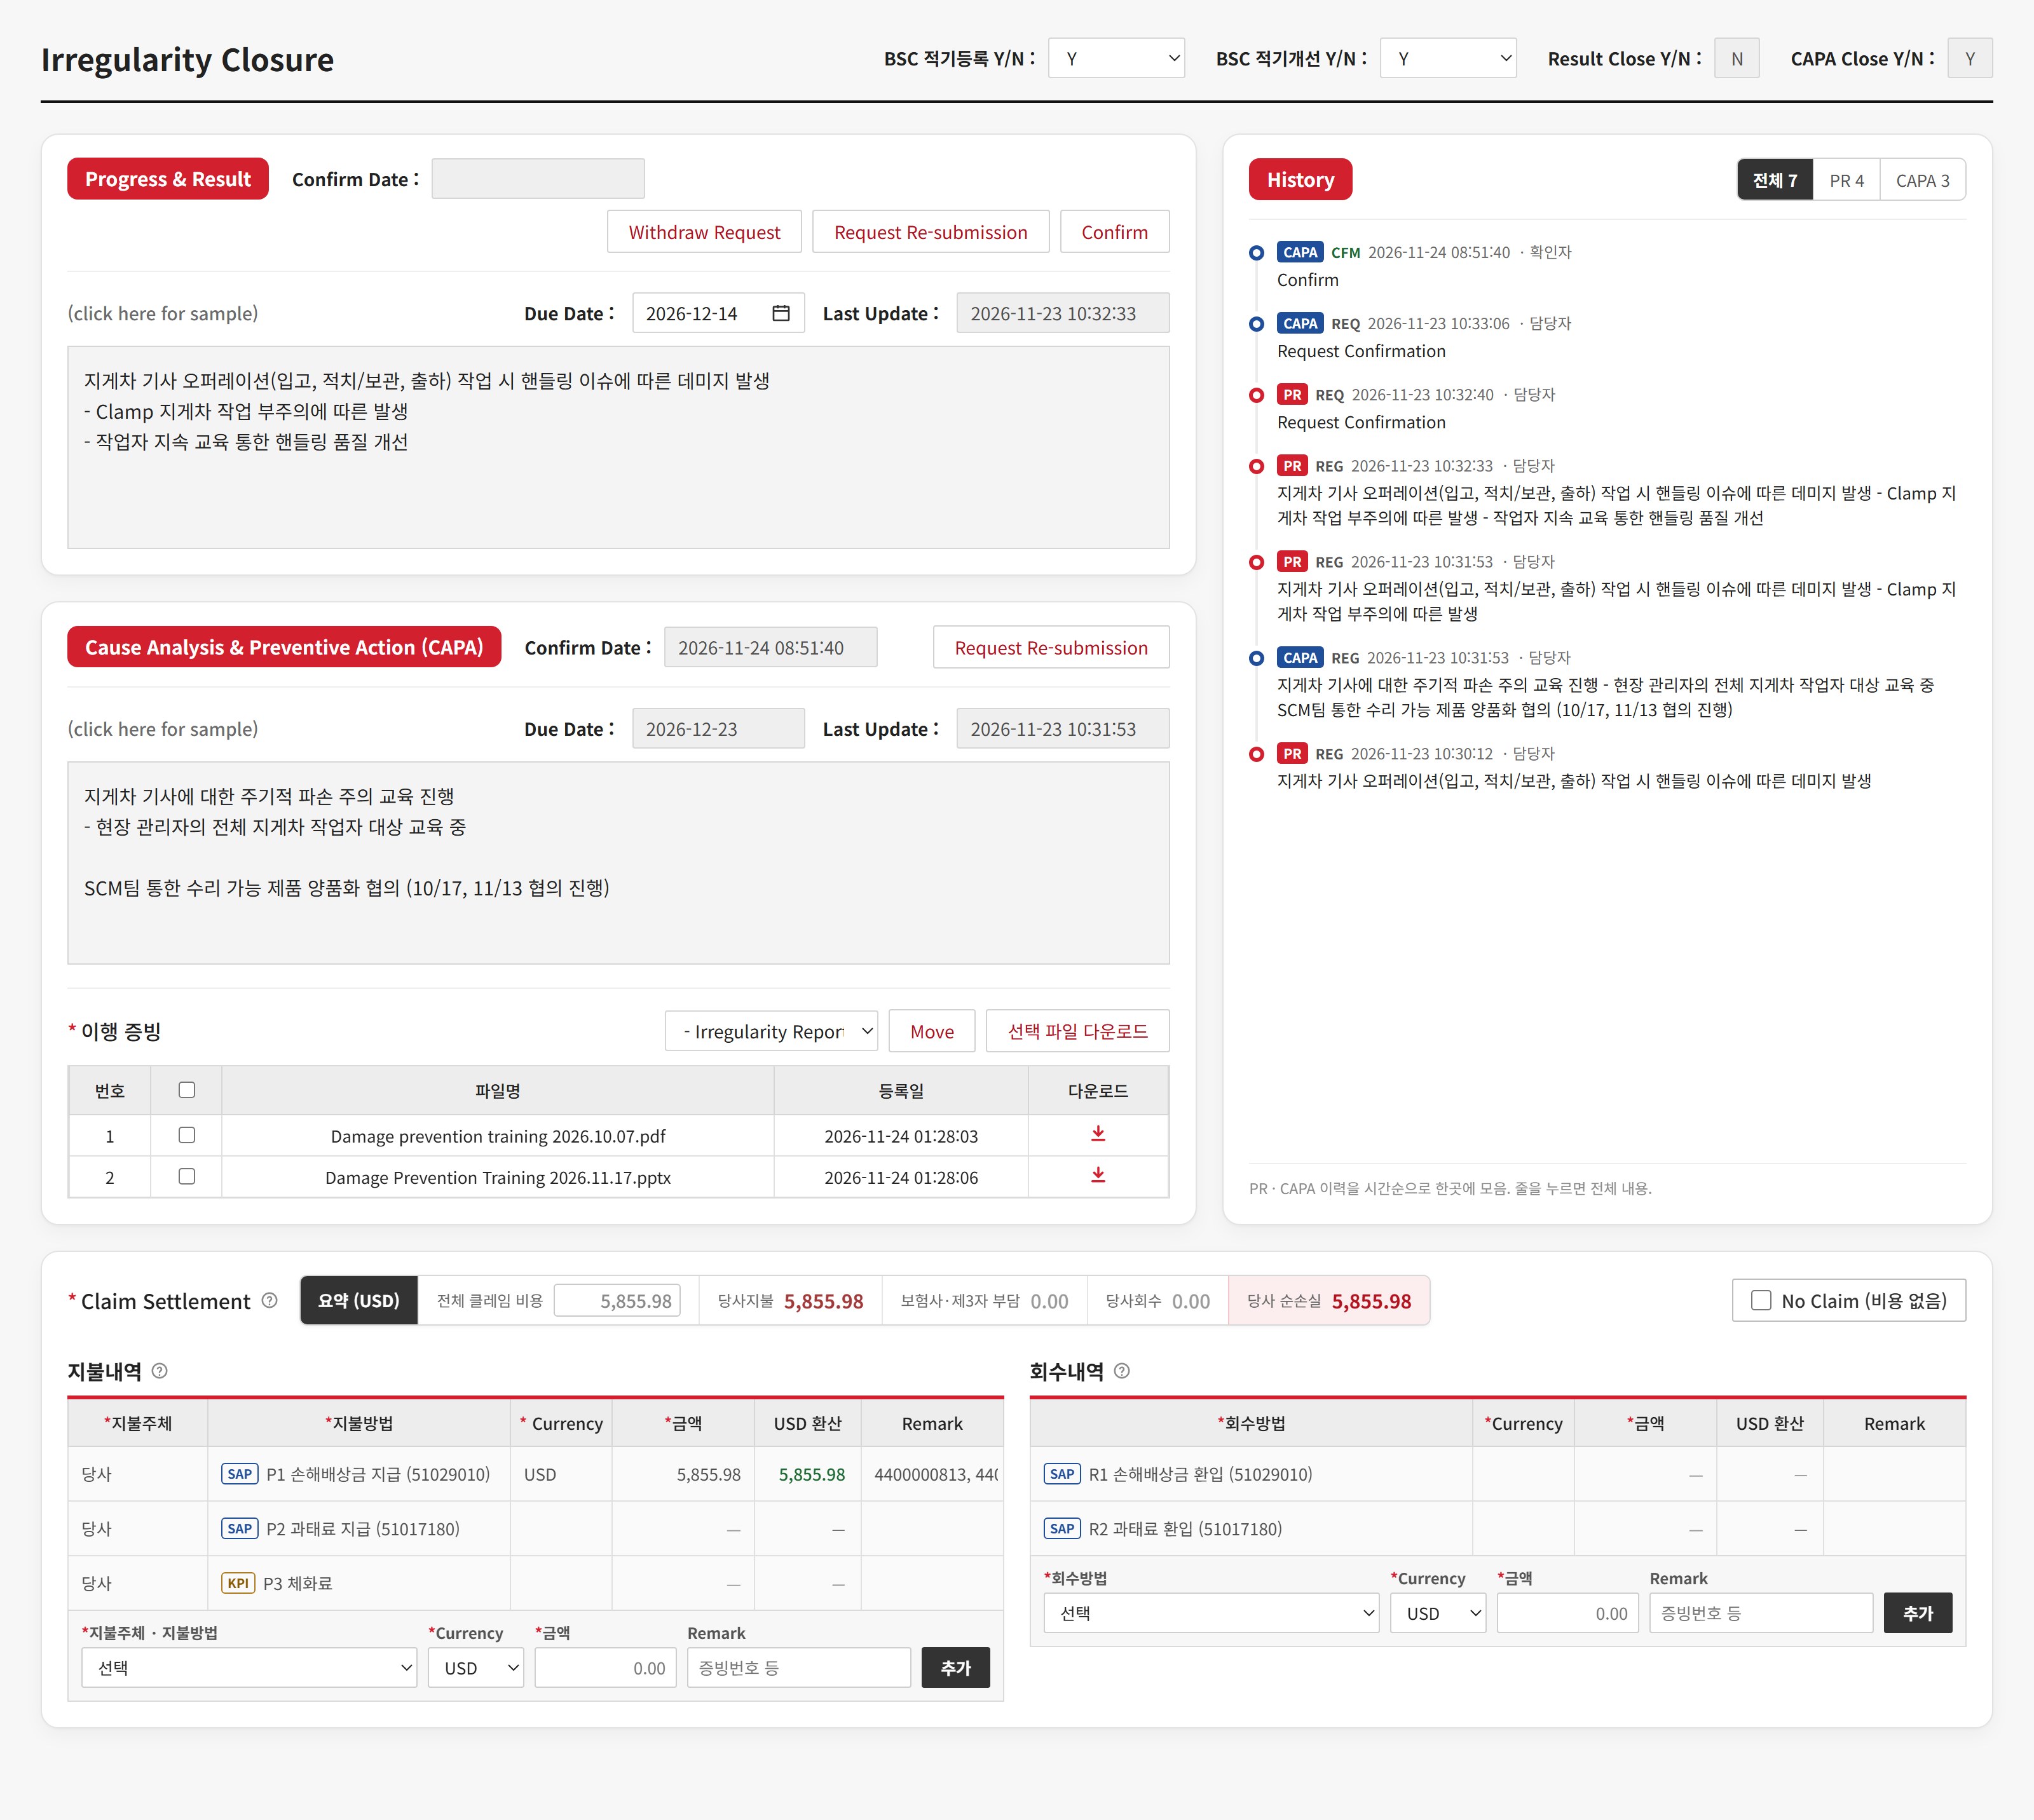 Irregularity Closure
BSC 적기등록 Y/N : Y
BSC 적기개선 Y/N : Y
Result Close Y/N : N
CAPA Close Y/N : Y
Progress & Result
Confirm Date :
Withdraw Request
Request Re-submission
Confirm
(click here for sample)
Due Date : 2026-12-14
Last Update : 2026-11-23 10:32:33
지게차 기사 오퍼레이션(입고, 적치/보관, 출하) 작업 시 핸들링 이슈에 따른 데미지 발생
- Clamp 지게차 작업 부주의에 따른 발생
- 작업자 지속 교육 통한 핸들링 품질 개선
Cause Analysis & Preventive Action (CAPA)
Confirm Date : 2026-11-24 08:51:40
Request Re-submission
(click here for sample)
Due Date : 2026-12-23
Last Update : 2026-11-23 10:31:53
지게차 기사에 대한 주기적 파손 주의 교육 진행
- 현장 관리자의 전체 지게차 작업자 대상 교육 중
SCM팀 통한 수리 가능 제품 양품화 협의 (10/17, 11/13 협의 진행)
* 이행 증빙
- Irregularity Repor
Move
선택 파일 다운로드
번호 파일명 등록일 다운로드
1 Damage prevention training 2026.10.07.pdf 2026-11-24 01:28:03
2 Damage Prevention Training 2026.11.17.pptx 2026-11-24 01:28:06
History
전체 7 PR 4 CAPA 3
CAPA CFM 2026-11-24 08:51:40 · 확인자
Confirm
CAPA REQ 2026-11-23 10:33:06 · 담당자
Request Confirmation
PR REQ 2026-11-23 10:32:40 · 담당자
Request Confirmation
PR REG 2026-11-23 10:32:33 · 담당자
지게차 기사 오퍼레이션(입고, 적치/보관, 출하) 작업 시 핸들링 이슈에 따른 데미지 발생 - Clamp 지
게차 작업 부주의에 따른 발생 - 작업자 지속 교육 통한 핸들링 품질 개선
PR REG 2026-11-23 10:31:53 · 담당자
지게차 기사 오퍼레이션(입고, 적치/보관, 출하) 작업 시 핸들링 이슈에 따른 데미지 발생 - Clamp 지
게차 작업 부주의에 따른 발생
CAPA REG 2026-11-23 10:31:53 · 담당자
지게차 기사에 대한 주기적 파손 주의 교육 진행 - 현장 관리자의 전체 지게차 작업자 대상 교육 중
SCM팀 통한 수리 가능 제품 양품화 협의 (10/17, 11/13 협의 진행)
PR REG 2026-11-23 10:30:12 · 담당자
지게차 기사 오퍼레이션(입고, 적치/보관, 출하) 작업 시 핸들링 이슈에 따른 데미지 발생
PR · CAPA 이력을 시간순으로 한곳에 모음. 줄을 누르면 전체 내용.
* Claim Settlement ?
요약 (USD) 전체 클레임 비용 5,855.98 당사지불 5,855.98 보험사·제3자 부담 0.00 당사회수 0.00 당사 순손실 5,855.98
No Claim (비용 없음)
지불내역 ?
*지불주체 *지불방법 * Currency *금액 USD 환산 Remark
당사 SAP P1 손해배상금 지급 (51029010) USD 5,855.98 5,855.98 4400000813, 440
당사 SAP P2 과태료 지급 (51017180) — —
당사 KPI P3 체화료 — —
*지불주체 · 지불방법 *Currency *금액 Remark
선택 USD 0.00 증빙번호 등 추가
회수내역 ?
*회수방법 *Currency *금액 USD 환산 Remark
SAP R1 손해배상금 환입 (51029010) — —
SAP R2 과태료 환입 (51017180) — —
*회수방법 *Currency *금액 Remark
선택 USD 0.00 증빙번호 등 추가